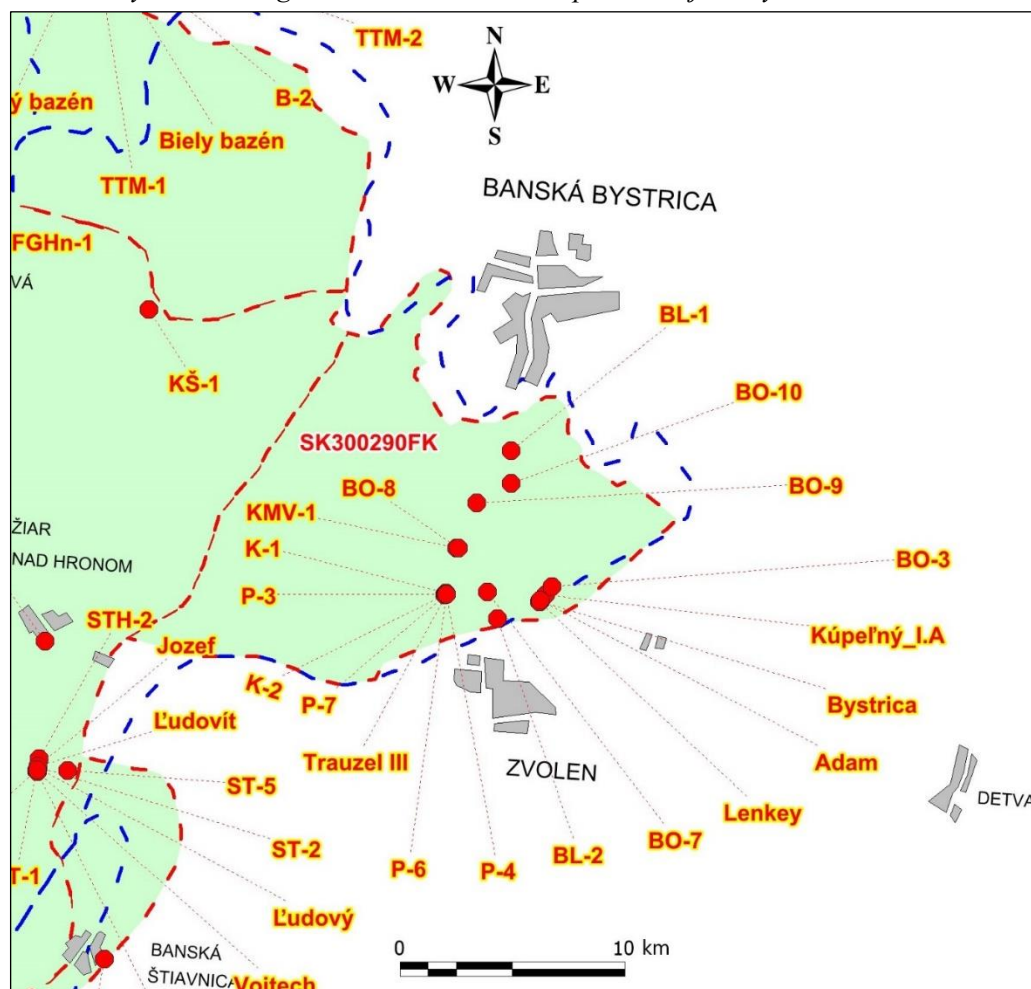 TTM-2
N
W E
S
ý bazén
B-2
Biely bazén
TTM-1
BANSKÁ BYSTRICA
FGHn-1
VÁ
BL-1
KŠ-1
BO-10
SK300290FK
BO-8
BO-9
KMV-1
ŽIAR
NAD HRONOM
K-1
BO-3
P-3
STH-2
Jozef
Kúpeľný_I.A
K-2
P-7
Bystrica
Ľudovít
Trauzel III
ZVOLEN
Adam
ST-5
DETVA
Lenkey
ST-2
BL-2
BO-7
T-1
P-6
P-4
Ľudový
0 10 km
BANSKÁ
ŠTIAVNICA
Vojtech